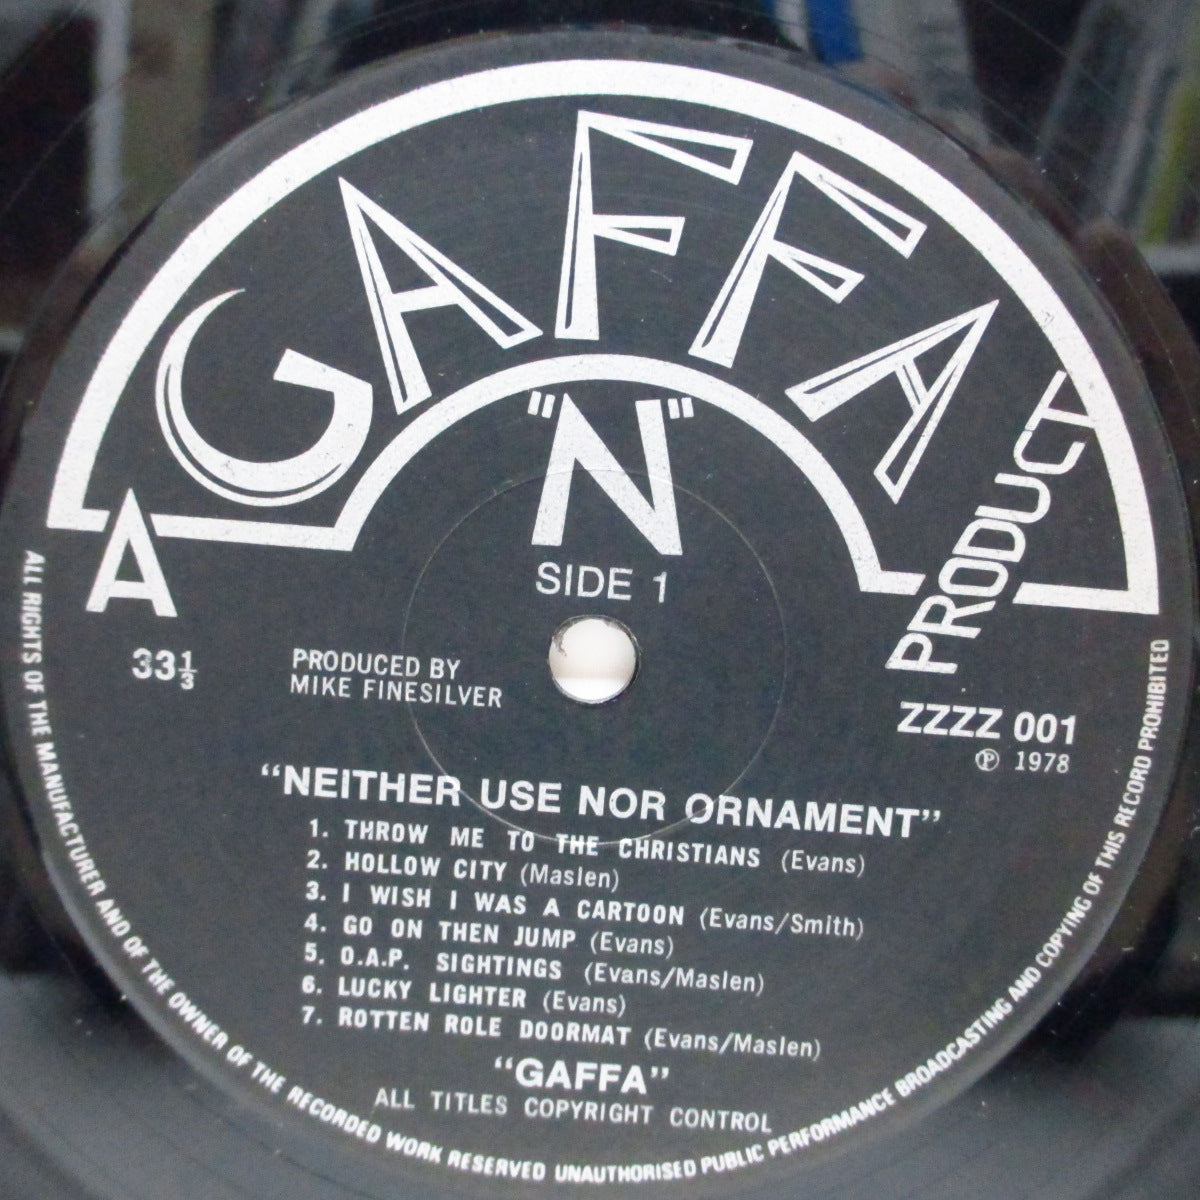 A GAFFA PRODUCT
"N"
SIDE 1
33⅓
PRODUCED BY
MIKE FINESILVER
ZZZZ 001
℗ 1978
"NEITHER USE NOR ORNAMENT"
1. THROW ME TO THE CHRISTIANS (Evans)
2. HOLLOW CITY (Maslen)
3. I WISH I WAS A CARTOON (Evans/Smith)
4. GO ON THEN JUMP (Evans)
5. O.A.P. SIGHTINGS (Evans/Maslen)
6. LUCKY LIGHTER (Evans)
7. ROTTEN ROLE DOORMAT (Evans/Maslen)
"GAFFA"
ALL TITLES COPYRIGHT CONTROL
ALL RIGHTS OF THE MANUFACTURER AND OF THE OWNER OF THE RECORDED WORK RESERVED UNAUTHORISED PUBLIC PERFORMANCE BROADCASTING AND COPYING OF THIS RECORD PROHIBITED